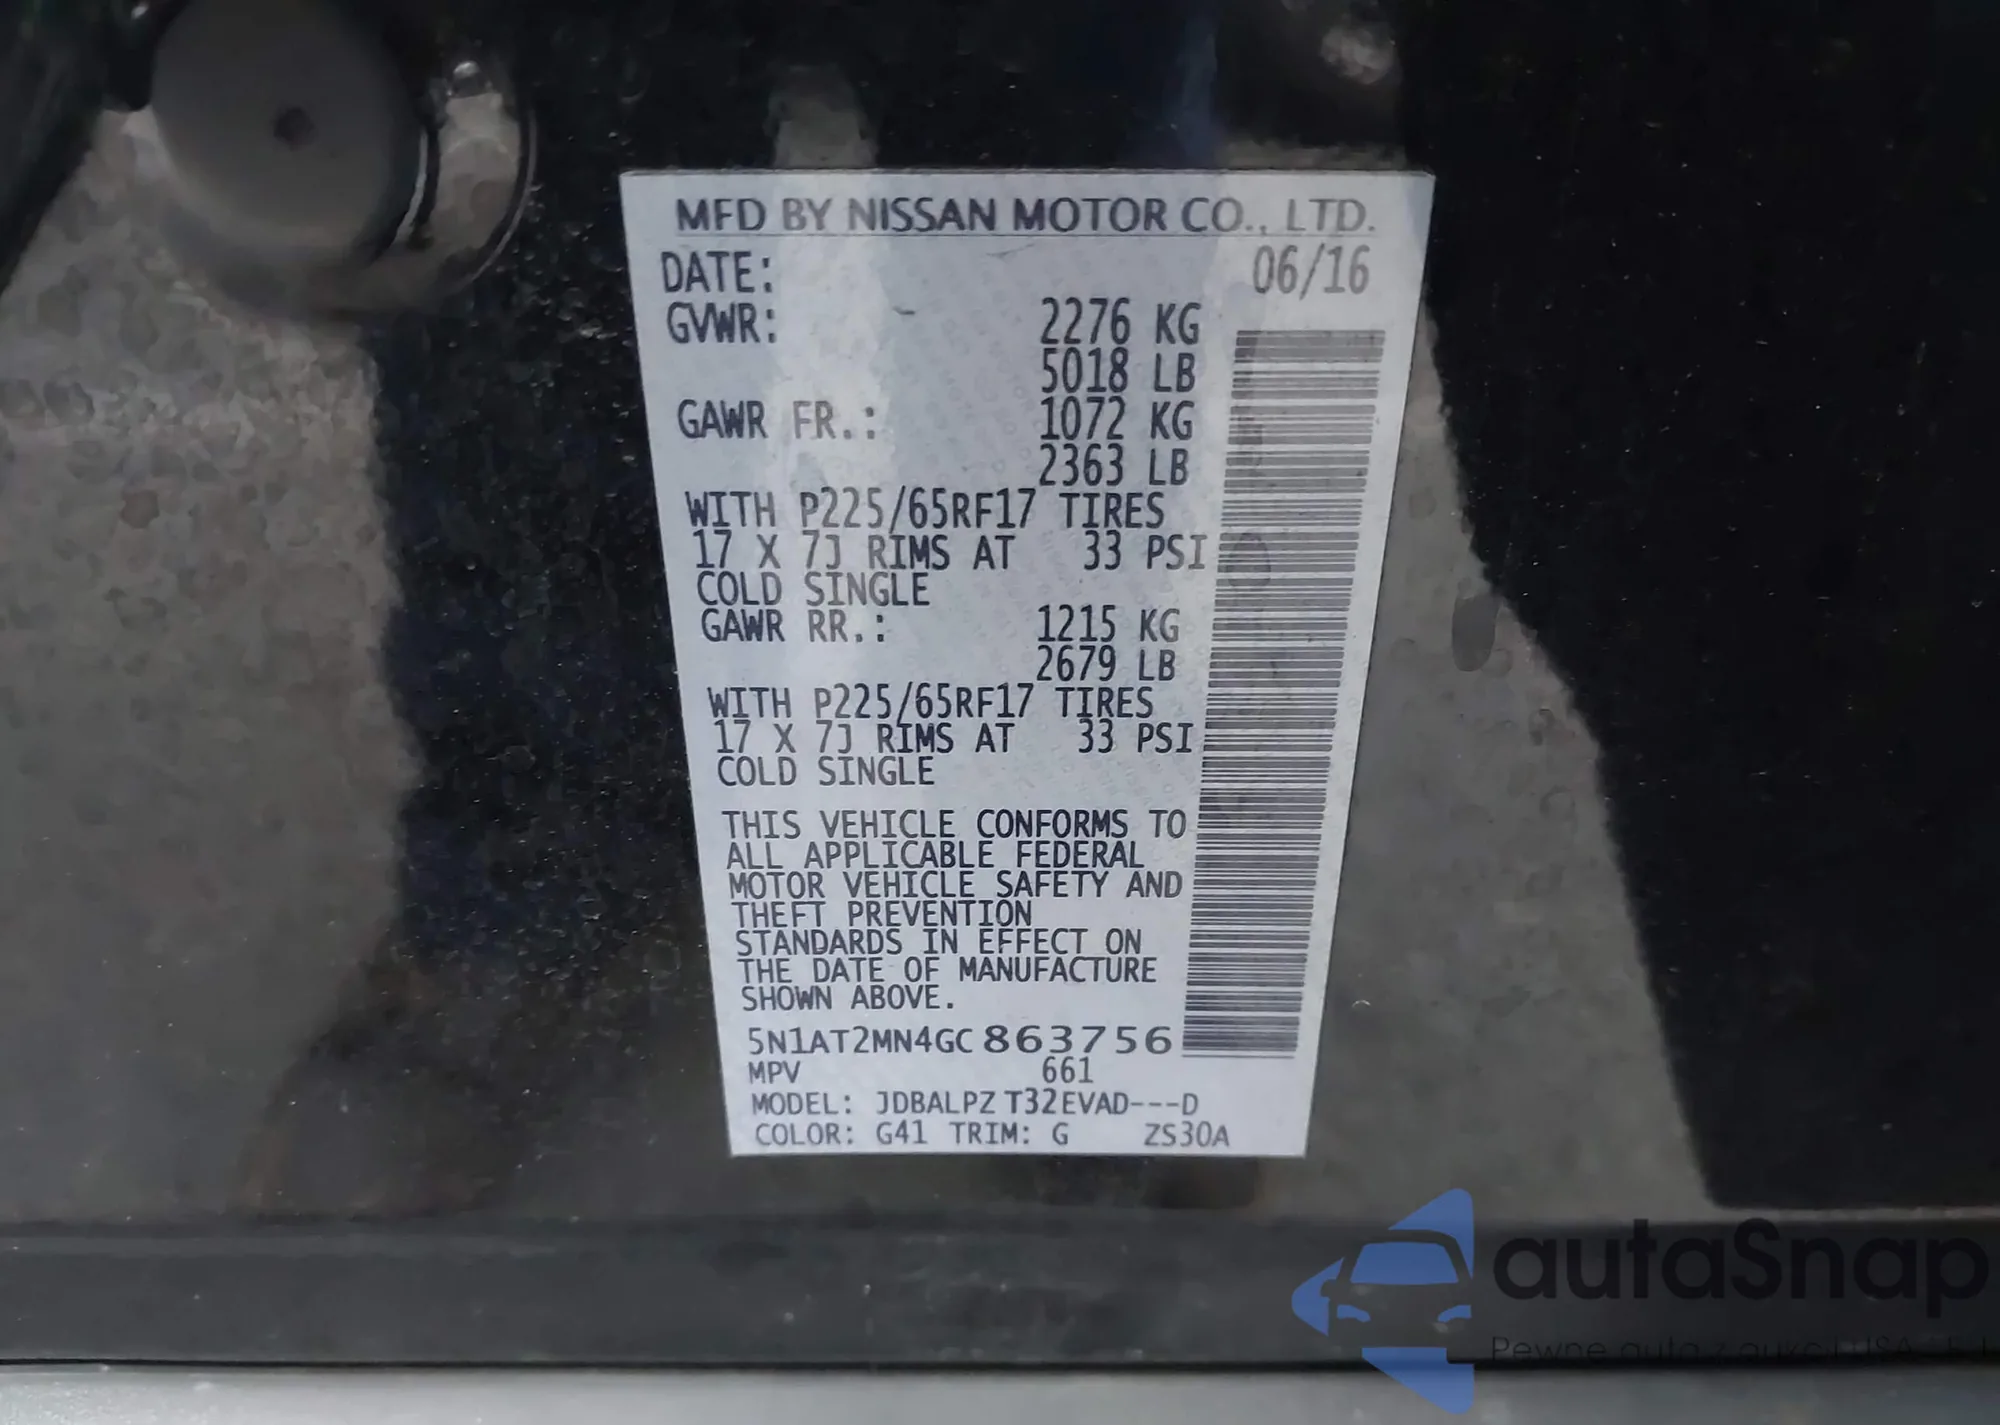 MFD BY NISSAN MOTOR CO., LTD.
DATE: 06/16
GVWR: 2276 KG
5018 LB
GAWR FR.: 1072 KG
2363 LB
WITH P225/65RF17 TIRES
17 X 7J RIMS AT 33 PSI
COLD SINGLE
GAWR RR.: 1215 KG
2679 LB
WITH P225/65RF17 TIRES
17 X 7J RIMS AT 33 PSI
COLD SINGLE
THIS VEHICLE CONFORMS TO
ALL APPLICABLE FEDERAL
MOTOR VEHICLE SAFETY AND
THEFT PREVENTION
STANDARDS IN EFFECT ON
THE DATE OF MANUFACTURE
SHOWN ABOVE.
5N1AT2MN4GC863756
MPV 661
MODEL: JDBALPZ T32EVAD---D
COLOR: G41 TRIM: G ZS30A
autaSnap
Pewne auto z aukcji USA